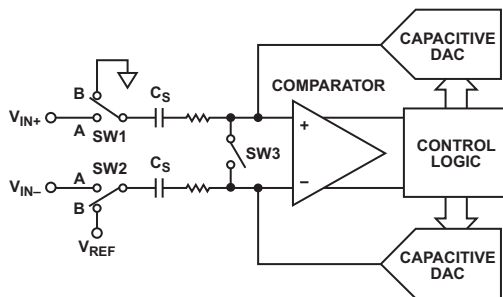 CAPACITIVE
DAC
B
COMPARATOR
CS
VIN+
A
SW1
+
SW3
CONTROL
LOGIC
SW2
CS
VIN–
A
–
B
VREF
CAPACITIVE
DAC